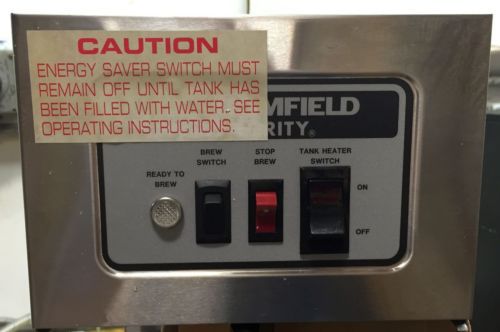 CAUTION
ENERGY SAVER SWITCH MUST
REMAIN OFF UNTIL TANK HAS
BEEN FILLED WITH WATER. SEE
OPERATING INSTRUCTIONS.
MFIELD
RITY®
READY TO
BREW
BREW
SWITCH
STOP
BREW
TANK HEATER
SWITCH
ON
OFF